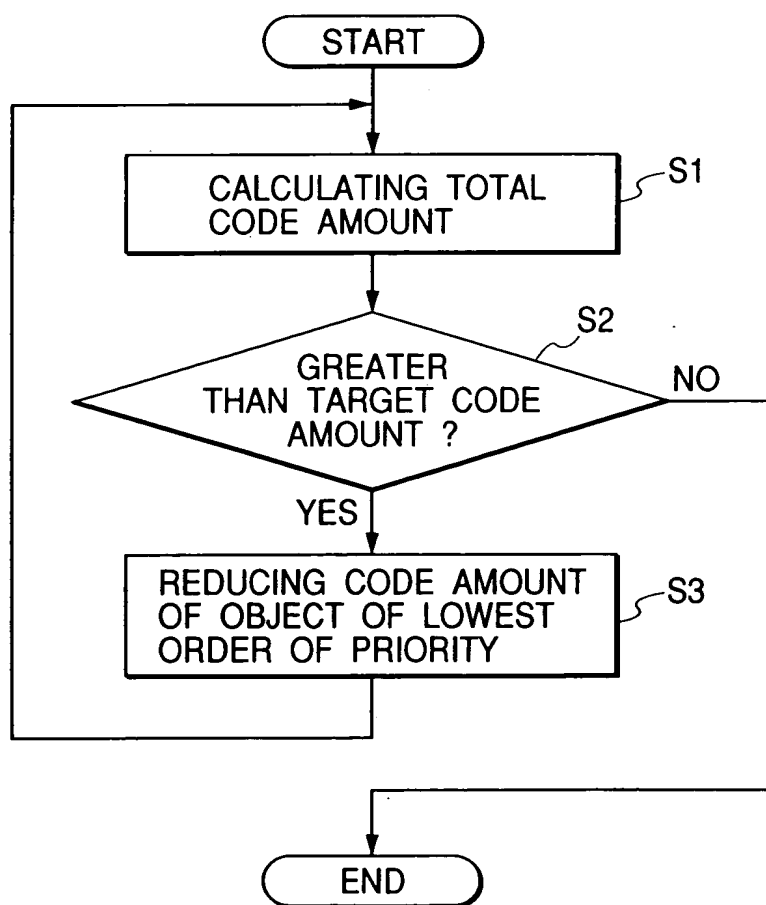 START
CALCULATING TOTAL
CODE AMOUNT
S1
S2
GREATER
THAN TARGET CODE
AMOUNT ?
NO
YES
REDUCING CODE AMOUNT
OF OBJECT OF LOWEST
ORDER OF PRIORITY
S3
END